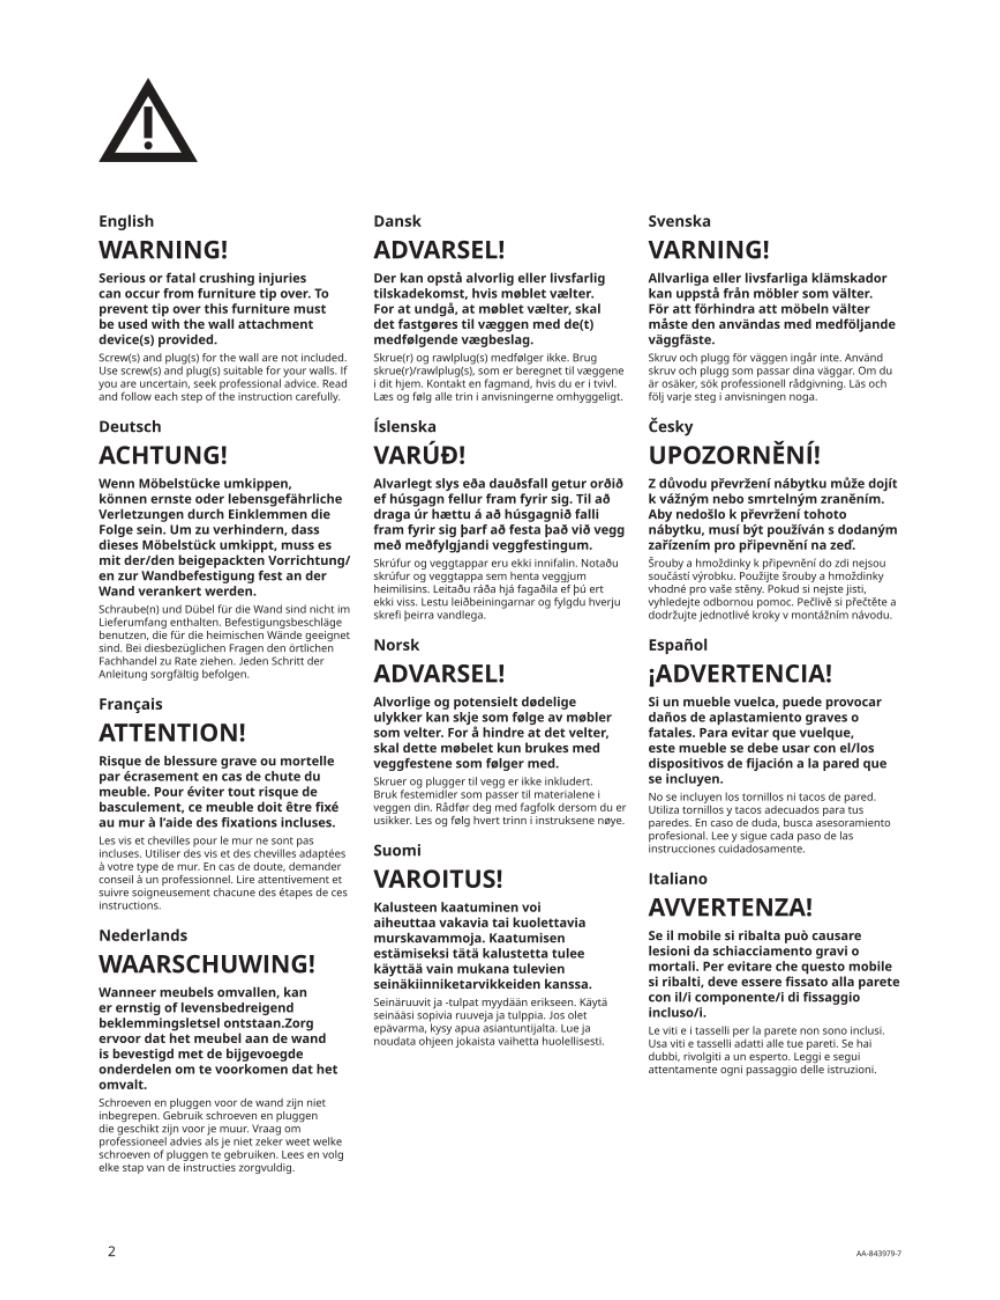 English
WARNING!
Serious or fatal crushing injuries
can occur from furniture tip over. To
prevent tip over this furniture must
be used with the wall attachment
device(s) provided.
Screw(s) and plug(s) for the wall are not included.
Use screw(s) and plug(s) suitable for your walls. If
you are uncertain, seek professional advice. Read
and follow each step of the instruction carefully.
Deutsch
ACHTUNG!
Wenn Möbelstücke umkippen,
können ernste oder lebensgefährliche
Verletzungen durch Einklemmen die
Folge sein. Um zu verhindern, dass
dieses Möbelstück umkippt, muss es
mit der/den beigepackten Vorrichtung/
en zur Wandbefestigung fest an der
Wand verankert werden.
Schraube(n) und Dübel für die Wand sind nicht im
Lieferumfang enthalten. Befestigungsbeschläge
benutzen, die für die heimischen Wände geeignet
sind. Bei diesbezüglichen Fragen den örtlichen
Fachhandel zu Rate ziehen. Jeden Schritt der
Anleitung sorgfältig befolgen.
Français
ATTENTION!
Risque de blessure grave ou mortelle
par écrasement en cas de chute du
meuble. Pour éviter tout risque de
basculement, ce meuble doit être fixé
au mur à l'aide des fixations incluses.
Les vis et chevilles pour le mur ne sont pas
incluses. Utiliser des vis et des chevilles adaptées
à votre type de mur. En cas de doute, demander
conseil à un professionnel. Lire attentivement et
suivre soigneusement chacune des étapes de ces
instructions.
Nederlands
WAARSCHUWING!
Wanneer meubels omvallen, kan
er ernstig of levensbedreigend
beklemmingsletsel ontstaan.Zorg
ervoor dat het meubel aan de wand
is bevestigd met de bijgevoegde
onderdelen om te voorkomen dat het
omvalt.
Schroeven en pluggen voor de wand zijn niet
inbegrepen. Gebruik schroeven en pluggen
die geschikt zijn voor je muur. Vraag om
professioneel advies als je niet zeker weet welke
schroeven of pluggen te gebruiken. Lees en volg
elke stap van de instructies zorgvuldig.
Dansk
ADVARSEL!
Der kan opstå alvorlig eller livsfarlig
tilskadekomst, hvis møblet vælter.
For at undgå, at møblet vælter, skal
det fastgøres til væggen med de(t)
medfølgende vægbeslag.
Skrue(r) og rawlplug(s) medfølger ikke. Brug
skrue(r)/rawlplug(s), som er beregnet til væggene
i dit hjem. Kontakt en fagmand, hvis du er i tvivl.
Læs og følg alle trin i anvisningerne omhyggeligt.
Íslenska
VARÚÐ!
Alvarlegt slys eða dauðsfall getur orðið
ef húsgagn fellur fram fyrir sig. Til að
draga úr hættu á að húsgagnið falli
fram fyrir sig þarf að festa það við vegg
með meðfylgjandi veggfestingum.
Skrúfur og veggtappar eru ekki innifalin. Notaðu
skrúfur og veggtappa sem henta veggjum
heimilisins. Leitaðu ráða hjá fagaðila ef þú ert
ekki viss. Lestu leiðbeiningarnar og fylgdu hverju
skrefi þeirra vandlega.
Norsk
ADVARSEL!
Alvorlige og potensielt dødelige
ulykker kan skje som følge av møbler
som velter. For å hindre at det velter,
skal dette møbelet kun brukes med
veggfestene som følger med.
Skruer og plugger til vegg er ikke inkludert.
Bruk festemidler som passer til materialene i
veggen din. Rådfør deg med fagfolk dersom du er
usikker. Les og følg hvert trinn i instruksene nøye.
Suomi
VAROITUS!
Kalusteen kaatuminen voi
aiheuttaa vakavia tai kuolettavia
murskavammoja. Kaatumisen
estämiseksi tätä kalustetta tulee
käyttää vain mukana tulevien
seinäkiinniketarvikkeiden kanssa.
Seinäruuvit ja -tulpat myydään erikseen. Käytä
seinääsi sopivia ruuveja ja tulppia. Jos olet
epävarma, kysy apua asiantuntijalta. Lue ja
noudata ohjeen jokaista vaihetta huolellisesti.
Svenska
VARNING!
Allvarliga eller livsfarliga klämskador
kan uppstå från möbler som välter.
För att förhindra att möbeln välter
måste den användas med medföljande
väggfäste.
Skruv och plugg för väggen ingår inte. Använd
skruv och plugg som passar dina väggar. Om du
är osäker, sök professionell rådgivning. Läs och
följ varje steg i anvisningen noga.
Česky
UPOZORNĚNÍ!
Z důvodu převržení nábytku může dojít
k vážným nebo smrtelným zraněním.
Aby nedošlo k převržení tohoto
nábytku, musí být používán s dodaným
zařízením pro připevnění na zeď.
Šrouby a hmoždinky k připevnění do zdi nejsou
součástí výrobku. Použijte šrouby a hmoždinky
vhodné pro vaše stěny. Pokud si nejste jisti,
vyhledejte odbornou pomoc. Pečlivě si přečtěte a
dodržujte jednotlivé kroky v montážním návodu.
Español
¡ADVERTENCIA!
Si un mueble vuelca, puede provocar
daños de aplastamiento graves o
fatales. Para evitar que vuelque,
este mueble se debe usar con el/los
dispositivos de fijación a la pared que
se incluyen.
No se incluyen los tornillos ni tacos de pared.
Utiliza tornillos y tacos adecuados para tus
paredes. En caso de duda, busca asesoramiento
profesional. Lee y sigue cada paso de las
instrucciones cuidadosamente.
Italiano
AVVERTENZA!
Se il mobile si ribalta può causare
lesioni da schiacciamento gravi o
mortali. Per evitare che questo mobile
si ribalti, deve essere fissato alla parete
con il/i componente/i di fissaggio
incluso/i.
Le viti e i tasselli per la parete non sono inclusi.
Usa viti e tasselli adatti alle tue pareti. Se hai
dubbi, rivolgiti a un esperto. Leggi e segui
attentamente ogni passaggio delle istruzioni.
2
AA-843979-7